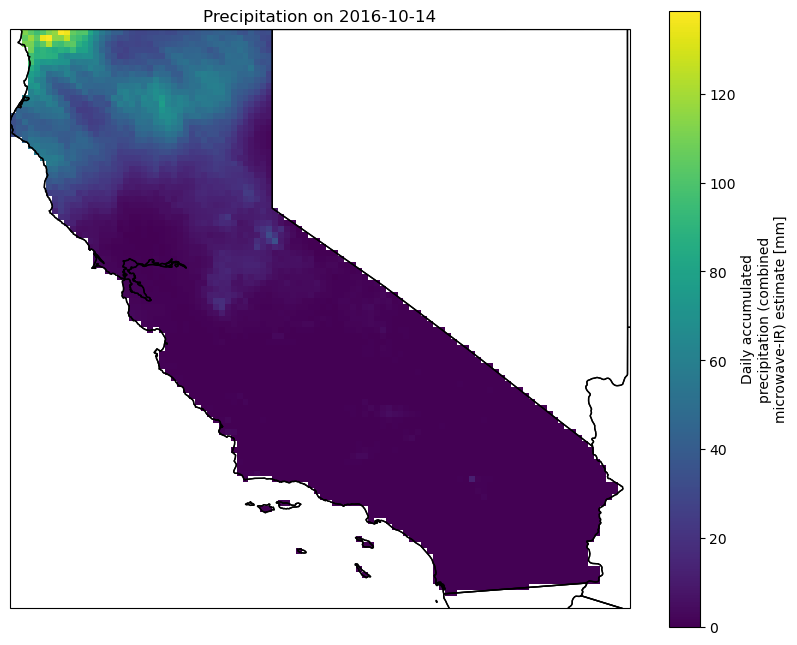 Precipitation on 2016-10-14
120
100
80
60
40
20
0
Daily accumulated
precipitation (combined
microwave-IR) estimate [mm]